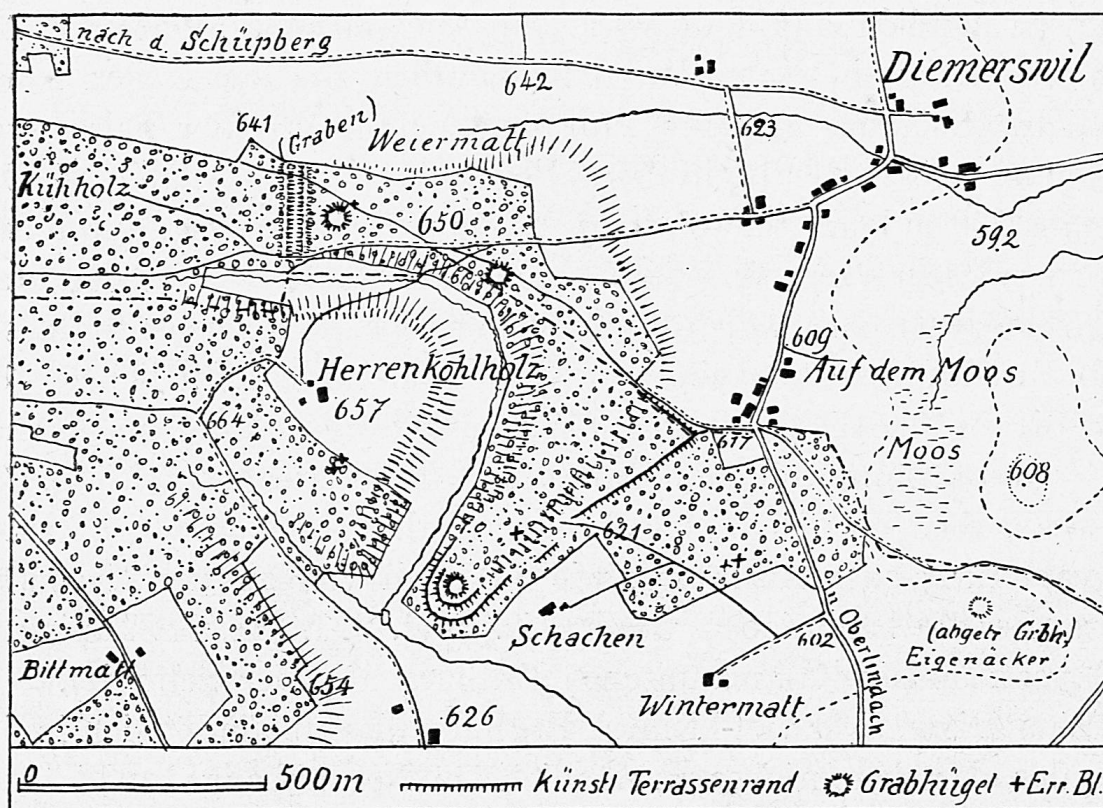 nach d. Schüpberg
642
Diemerswil
641
(Graben)
Weiermatt
623
Kühholz
650
592
609
Herrenkohlholz
657
Auf dem Moos
664
617
Moos
608
621
Schachen
602
n. Oberlindach
(abgetr Grbh.)
Eigenäcker
Bittmatt
654
626
Wintermatt
0 500m künstl Terrassenrand Grabhügel + Err. Bl.